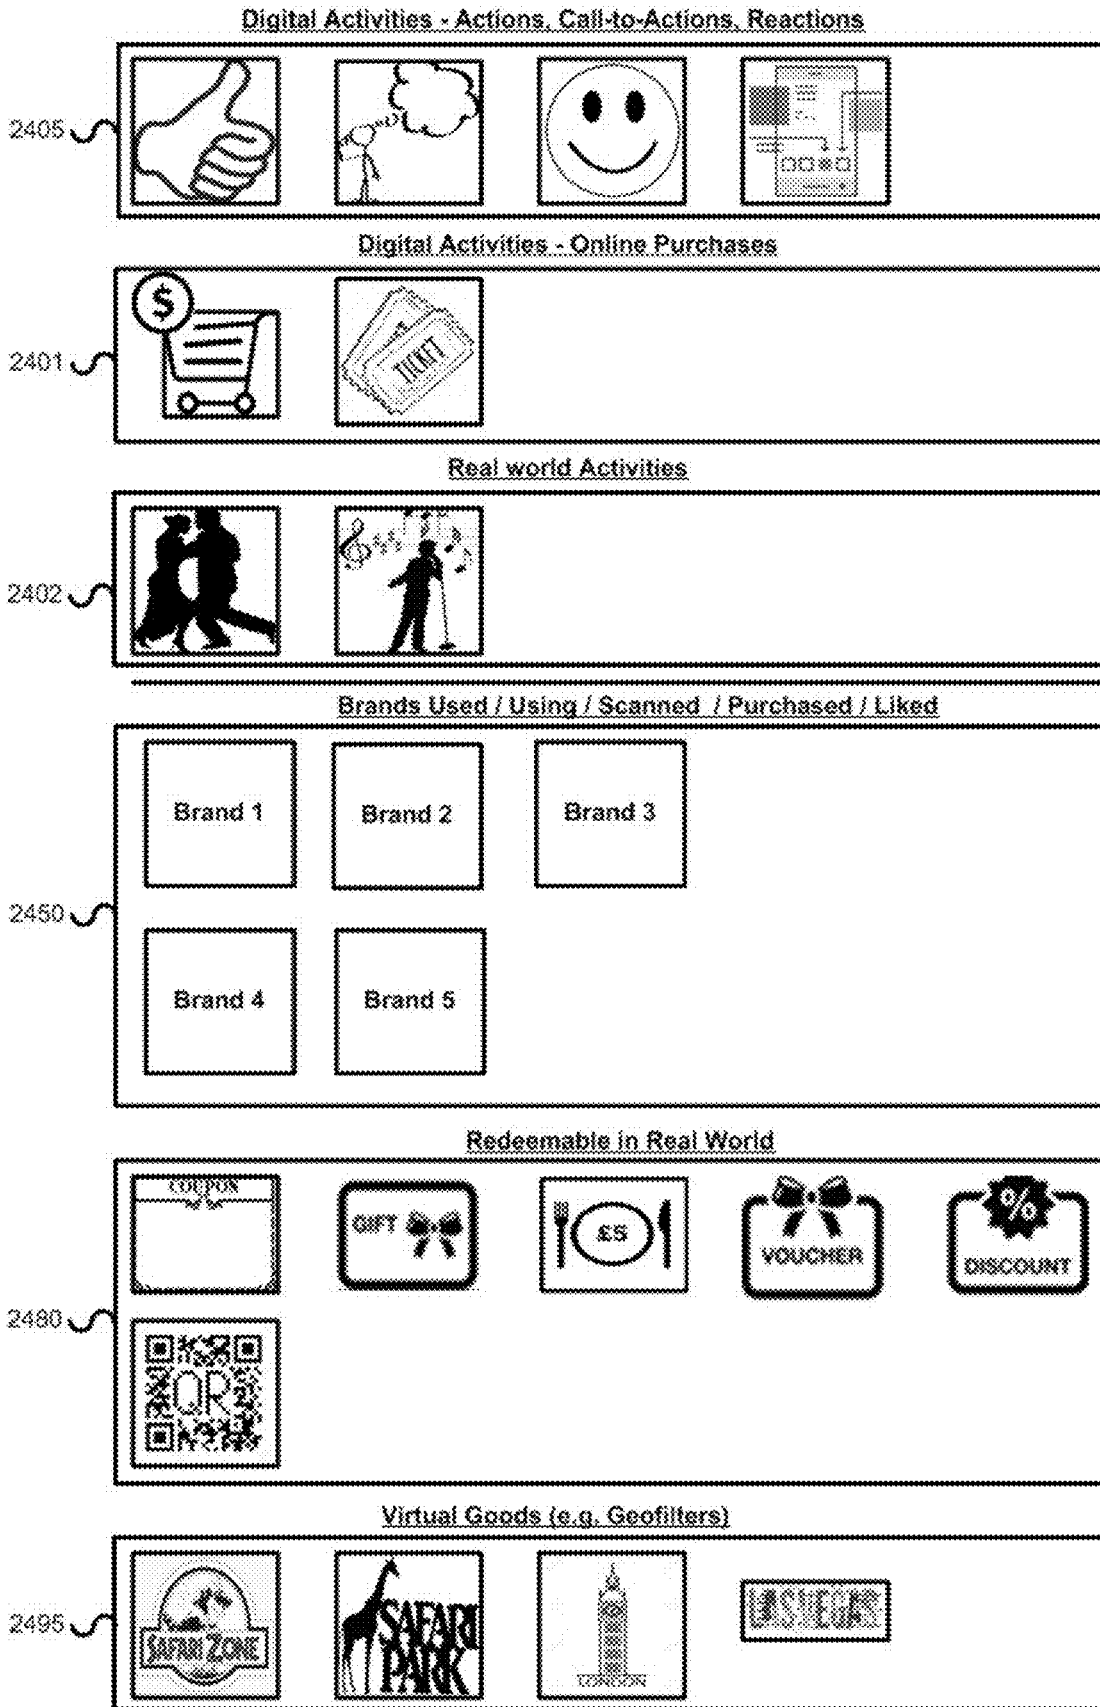 Digital Activities - Actions, Call-to-Actions, Reactions
2405
Digital Activities - Online Purchases
$
2401
TICKET
Real world Activities
2402
Brands Used / Using / Scanned / Purchased / Liked
Brand 1
Brand 2
Brand 3
2450
Brand 4
Brand 5
Redeemable in Real World
COUPON
GIFT
£5
VOUCHER
%
DISCOUNT
2480
QR
Virtual Goods (e.g. Geofilters)
2495
SAFARI ZONE
SAFARI
PARK
LONDON
LAS VEGAS